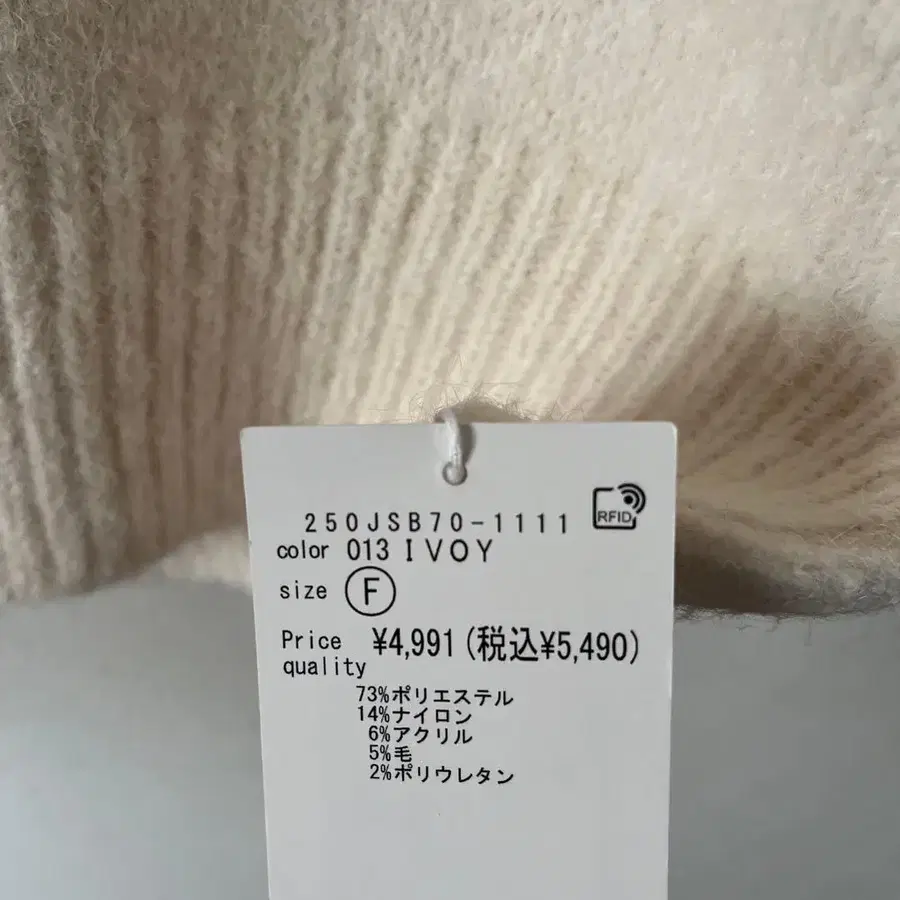 250JSB70-1111
RFID
color 013 IVOY
size F
Price ¥4,991(税込¥5,490)
quality
73%ポリエステル
14%ナイロン
6%アクリル
5%毛
2%ポリウレタン